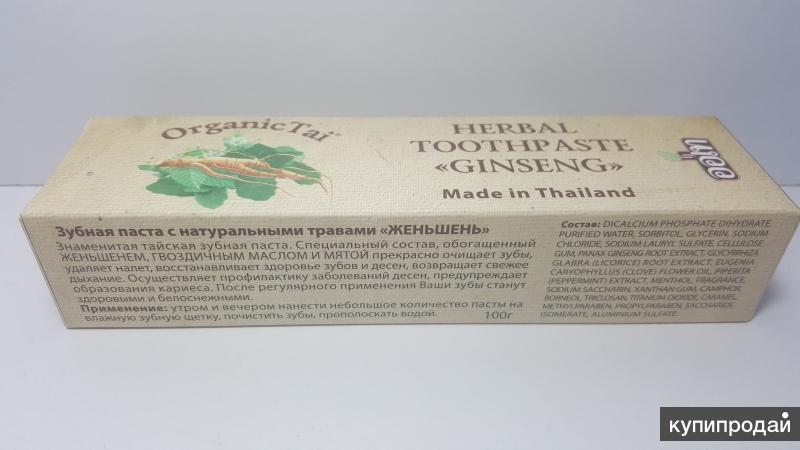 OrganicTai®
HERBAL
TOOTHPASTE
«GINSENG»
Made in Thailand
Зубная паста с натуральными травами «ЖЕНЬШЕНЬ»
Знаменитая тайская зубная паста. Специальный состав, обогащенный
ЖЕНЬШЕНЕМ, ГВОЗДИЧНЫМ МАСЛОМ И МЯТОЙ прекрасно очищает зубы,
удаляет налет, восстанавливает здоровье зубов и десен, возвращает свежее
дыхание. Осуществляет профилактику заболеваний десен, предупреждает
образования кариеса. После регулярного применения Ваши зубы станут
здоровыми и белоснежными.
Применение: утром и вечером нанести небольшое количество пасты на
влажную зубную щетку, почистить зубы, прополоскать водой. 100г
Состав: DICALCIUM PHOSPHATE DIHYDRATE,
PURIFIED WATER, SORBITOL, GLYCERIN, SODIUM
CHLORIDE, SODIUM LAURYL SULFATE, CELLULOSE
GUM, PANAX GINSENG ROOT EXTRACT, GLYCHRRHIZA
GLABRA (LICORICE) ROOT EXTRACT, EUGENIA
CARYOPHYLLUS (CLOVE) FLOWER OIL, PIPERITA
(PEPPERMINT) EXTRACT, MENTHOL, FRAGRANCE,
SODIUM SACCHARIN, XANTHAN GUM, CAMPHOR,
BORNEOL, TRICLOSAN, TITANIUM DIOXIDE, CARAMEL,
METHYLPARABEN, PROPYLPARABEN, SACCHARIDE
ISOMERATE, ALUMINIUM SULFATE.
купипродай